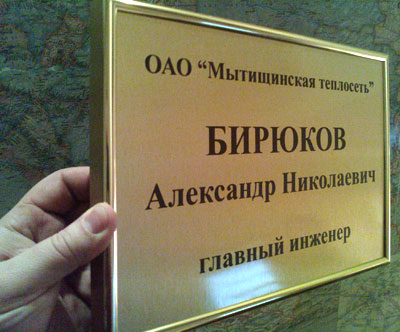 ОАО “Мытищинская теплосеть”
БИРЮКОВ
Александр Николаевич
главный инженер